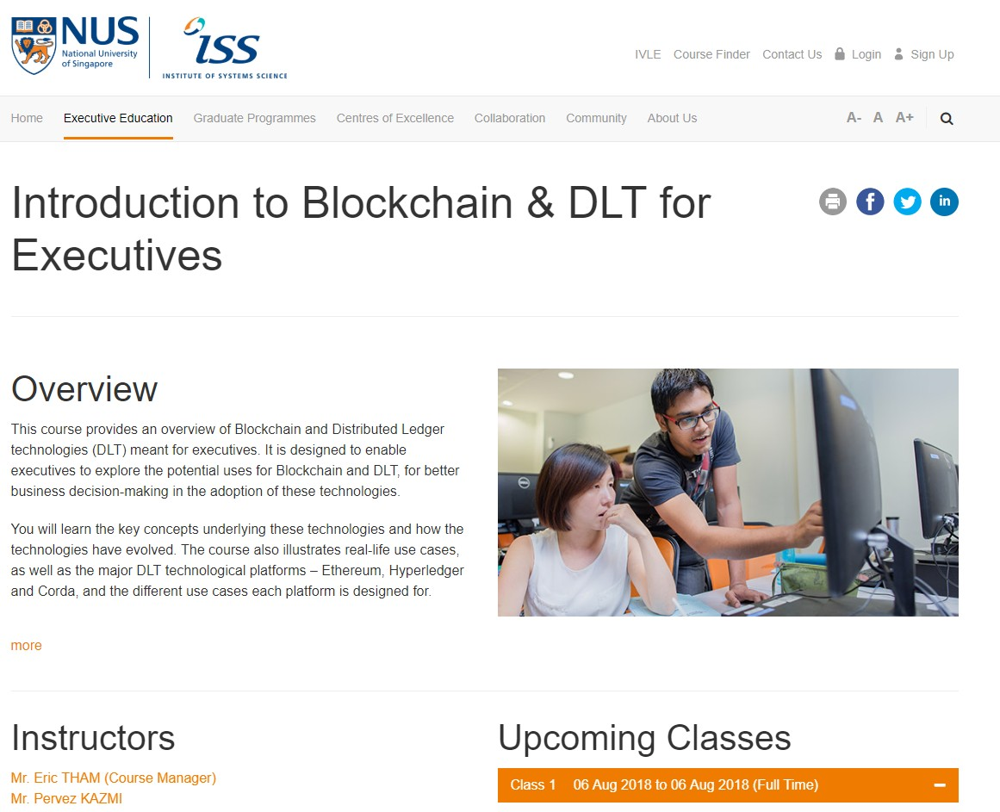 NUS
National University
of Singapore
iss
INSTITUTE OF SYSTEMS SCIENCE
IVLE Course Finder Contact Us Login Sign Up
Home Executive Education Graduate Programmes Centres of Excellence Collaboration Community About Us A- A A+
Introduction to Blockchain & DLT for
Executives
f in
Overview
This course provides an overview of Blockchain and Distributed Ledger
technologies (DLT) meant for executives. It is designed to enable
executives to explore the potential uses for Blockchain and DLT, for better
business decision-making in the adoption of these technologies.
You will learn the key concepts underlying these technologies and how the
technologies have evolved. The course also illustrates real-life use cases,
as well as the major DLT technological platforms – Ethereum, Hyperledger
and Corda, and the different use cases each platform is designed for.
more
DELL
Instructors
Mr. Eric THAM (Course Manager)
Mr. Pervez KAZMI
Upcoming Classes
Class 1 06 Aug 2018 to 06 Aug 2018 (Full Time)